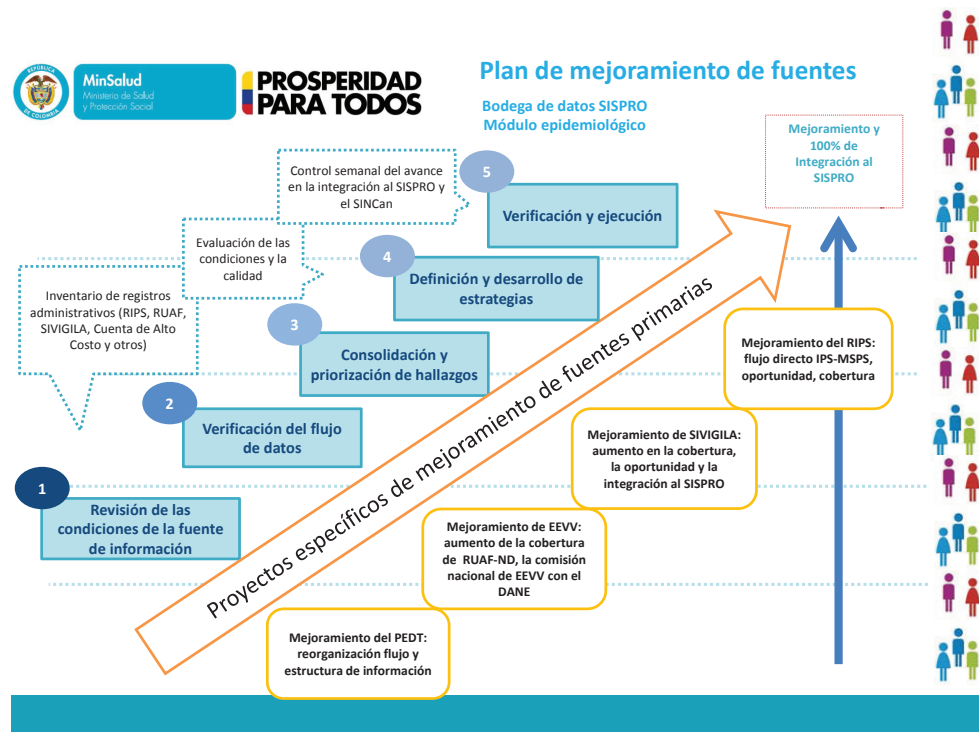 REPÚBLICA
DE COLOMBIA
MinSalud
Ministerio de Salud
y Protección Social
PROSPERIDAD
PARA TODOS
Plan de mejoramiento de fuentes
Bodega de datos SISPRO
Módulo epidemiológico
Mejoramiento y
100% de
Integración al
SISPRO
Control semanal del avance
en la integración al SISPRO y
el SINCan
5
Verificación y ejecución
Evaluación de las
condiciones y la
calidad
4
Definición y desarrollo de
estrategias
Inventario de registros
administrativos (RIPS, RUAF,
SIVIGILA, Cuenta de Alto
Costo y otros)
3
Consolidación y
priorización de hallazgos
2
Verificación del flujo
de datos
1
Revisión de las
condiciones de la fuente
de información
Proyectos específicos de mejoramiento de fuentes primarias
Mejoramiento del RIPS:
flujo directo IPS-MSPS,
oportunidad, cobertura
Mejoramiento de SIVIGILA:
aumento en la cobertura,
la oportunidad y la
integración al SISPRO
Mejoramiento de EEVV:
aumento de la cobertura
de RUAF-ND, la comisión
nacional de EEVV con el
DANE
Mejoramiento del PEDT:
reorganización flujo y
estructura de información